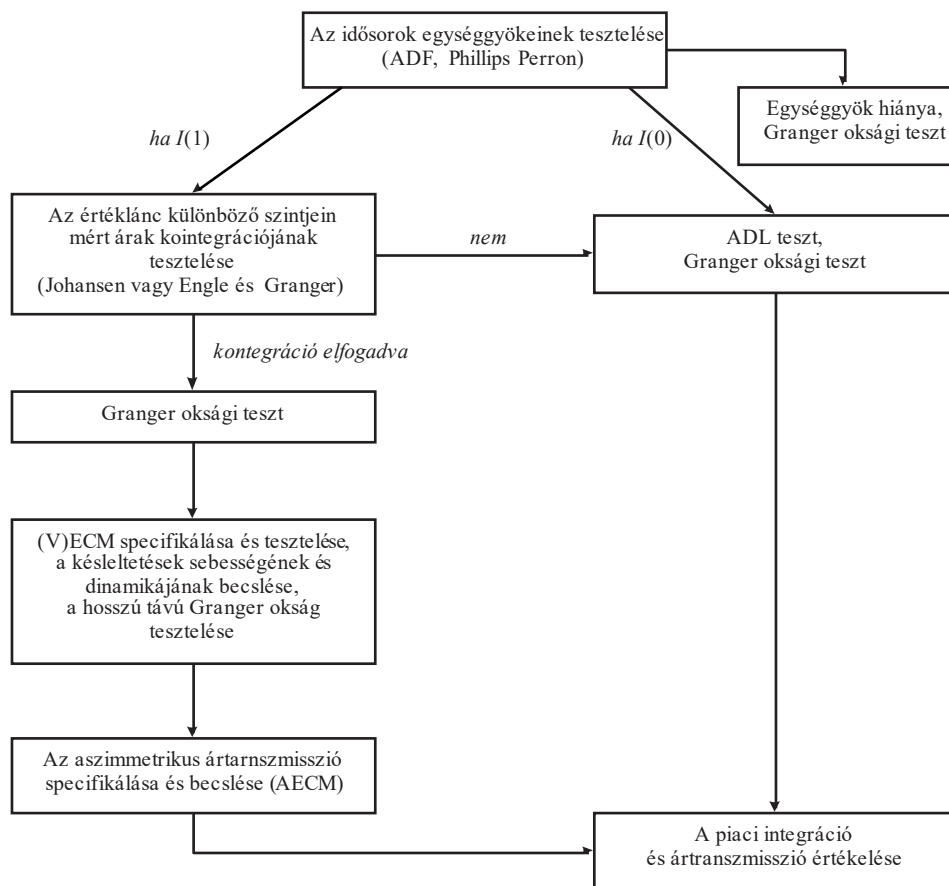 Az idősorok egységgyökeinek tesztelése
(ADF, Phillips Perron)
Egységgyök hiánya,
Granger oksági teszt
ha I(1)
ha I(0)
Az értéklánc különböző szintjein
mért árak kointegrációjának
tesztelése
(Johansen vagy Engle és Granger)
nem
ADL teszt,
Granger oksági teszt
kontegráció elfogadva
Granger oksági teszt
(V)ECM specifikálása és tesztelése,
a késleltetések sebességének és
dinamikájának becslése,
a hosszú távú Granger okság
tesztelése
Az aszimmetrikus ártarnszmisszió
specifikálása és becslése (AECM)
A piaci integráció
és ártranszmisszió értékelése